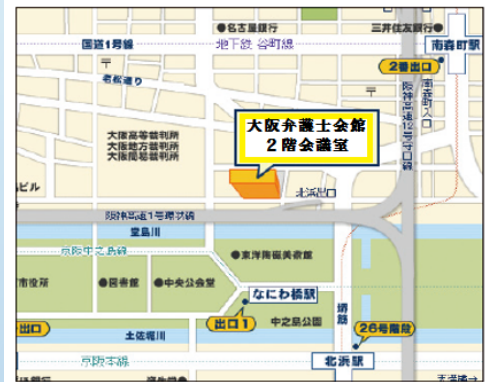 ●名古屋銀行
三井住友銀行●
国道1号線
地下鉄 谷町線
南森町駅
2番出口
老松通り
南森町入口
阪神高速12号守口線
大阪弁護士会館
2階会議室
大阪高等裁判所
大阪地方裁判所
大阪簡易裁判所
ビル
北浜出口
阪神高速1号環状線
堂島川
京阪中之島線
●東洋陶磁美術館
市役所
●図書館
●中央公会堂
なにわ橋駅
出口1
中之島公園
堺筋
出口
26号階段
土佐堀川
京阪本線
北浜駅
天満橋→